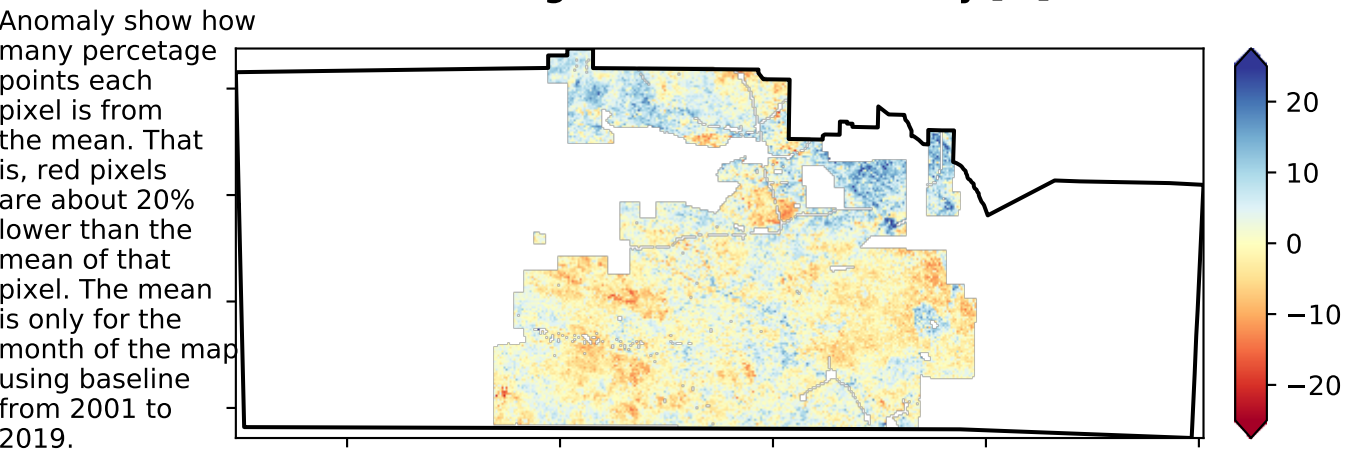 Anomaly show how
many percetage
points each
pixel is from
the mean. That
is, red pixels
are about 20%
lower than the
mean of that
pixel. The mean
is only for the
month of the map
using baseline
from 2001 to
2019.
20
10
0
−10
−20